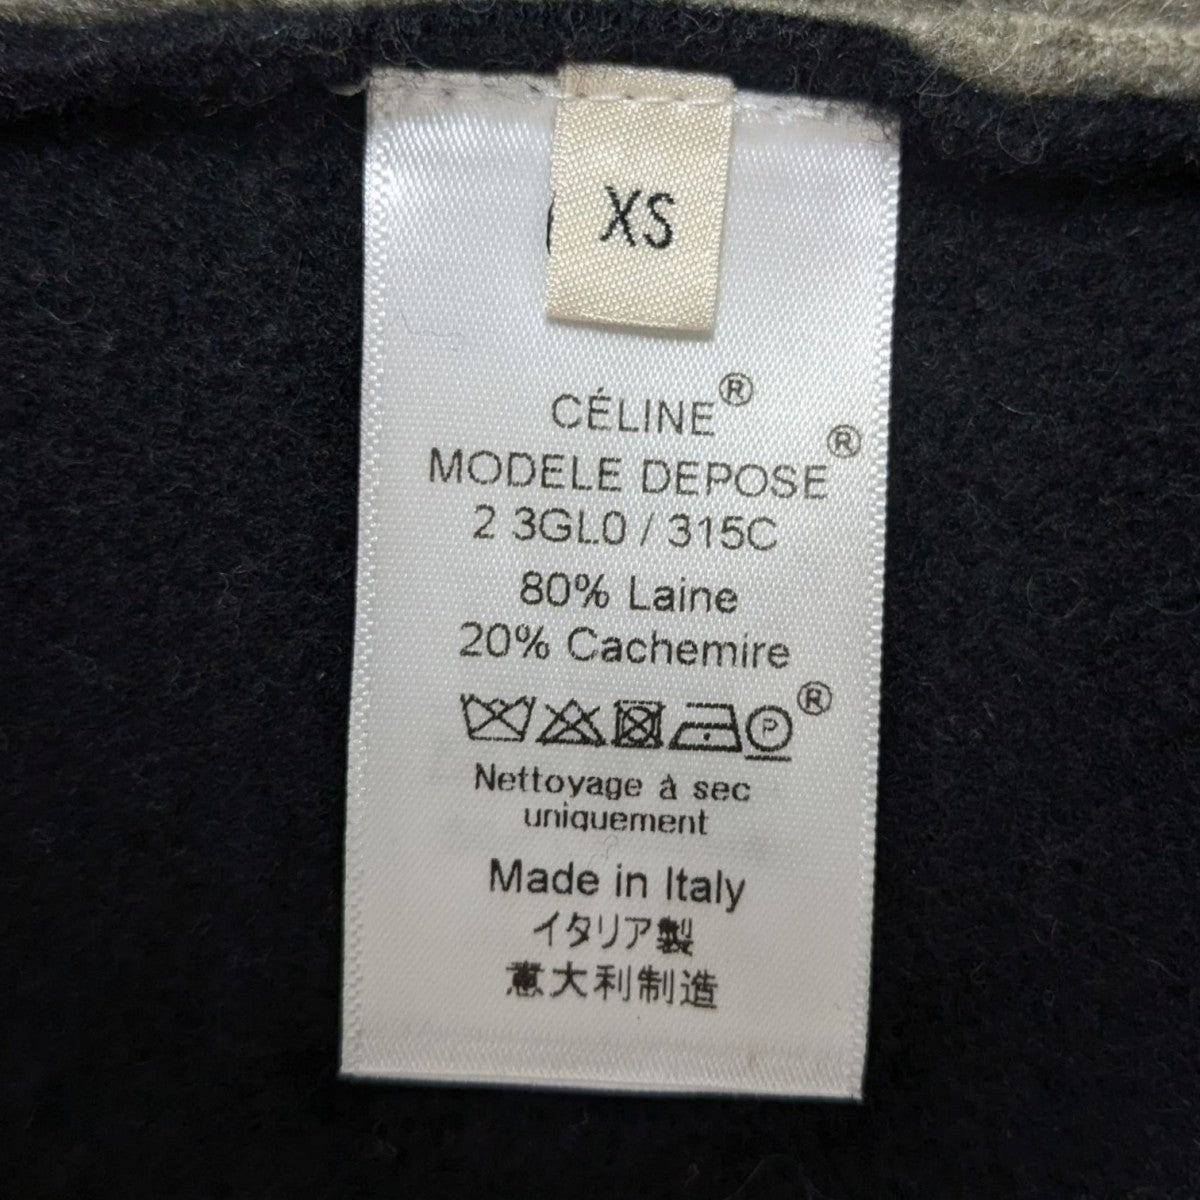 XS
CÉLINE®
MODELE DEPOSE®
2 3GL0 / 315C
80% Laine
20% Cachemire
P ®
Nettoyage à sec
uniquement
Made in Italy
イタリア製
意大利制造